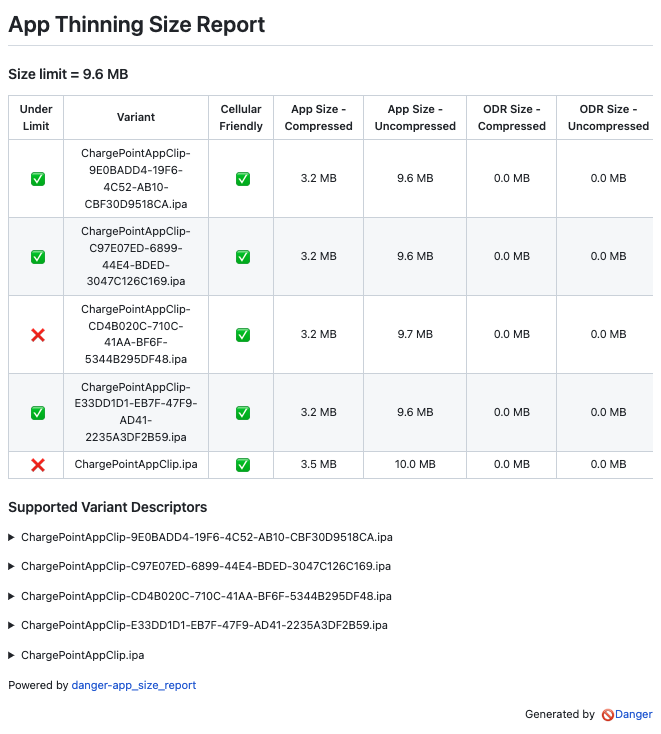 App Thinning Size Report
Size limit = 9.6 MB
Under Limit Variant Cellular Friendly App Size - Compressed App Size - Uncompressed ODR Size - Compressed ODR Size - Uncompressed
✅ ChargePointAppClip-9E0BADD4-19F6-4C52-AB10-CBF30D9518CA.ipa ✅ 3.2 MB 9.6 MB 0.0 MB 0.0 MB
✅ ChargePointAppClip-C97E07ED-6899-44E4-BDED-3047C126C169.ipa ✅ 3.2 MB 9.6 MB 0.0 MB 0.0 MB
❌ ChargePointAppClip-CD4B020C-710C-41AA-BF6F-5344B295DF48.ipa ✅ 3.2 MB 9.7 MB 0.0 MB 0.0 MB
✅ ChargePointAppClip-E33DD1D1-EB7F-47F9-AD41-2235A3DF2B59.ipa ✅ 3.2 MB 9.6 MB 0.0 MB 0.0 MB
❌ ChargePointAppClip.ipa ✅ 3.5 MB 10.0 MB 0.0 MB 0.0 MB
Supported Variant Descriptors
ChargePointAppClip-9E0BADD4-19F6-4C52-AB10-CBF30D9518CA.ipa
ChargePointAppClip-C97E07ED-6899-44E4-BDED-3047C126C169.ipa
ChargePointAppClip-CD4B020C-710C-41AA-BF6F-5344B295DF48.ipa
ChargePointAppClip-E33DD1D1-EB7F-47F9-AD41-2235A3DF2B59.ipa
ChargePointAppClip.ipa
Powered by danger-app_size_report
Generated by 🚫Danger